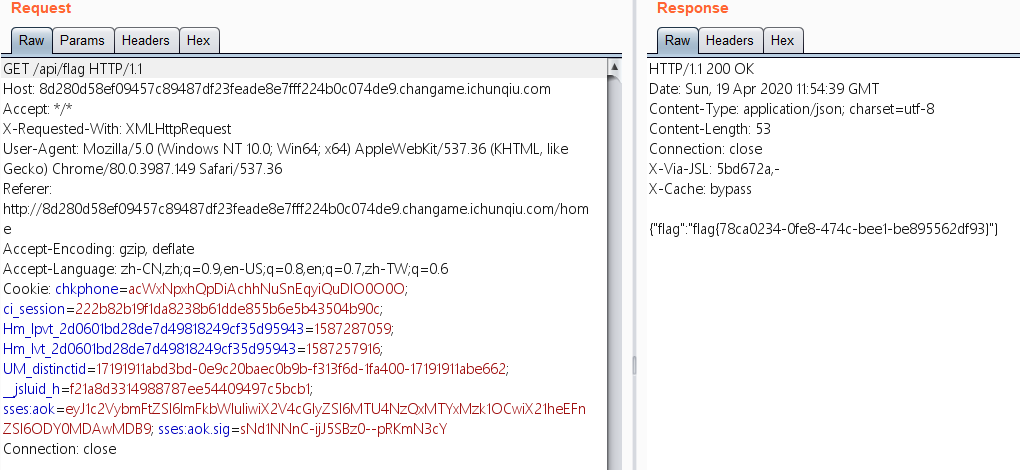 Request
Raw Params Headers Hex
GET /api/flag HTTP/1.1
Host: 8d280d58ef09457c89487df23feade8e7fff224b0c074de9.changame.ichunqiu.com
Accept: */*
X-Requested-With: XMLHttpRequest
User-Agent: Mozilla/5.0 (Windows NT 10.0; Win64; x64) AppleWebKit/537.36 (KHTML, like
Gecko) Chrome/80.0.3987.149 Safari/537.36
Referer:
http://8d280d58ef09457c89487df23feade8e7fff224b0c074de9.changame.ichunqiu.com/hom
e
Accept-Encoding: gzip, deflate
Accept-Language: zh-CN,zh;q=0.9,en-US;q=0.8,en;q=0.7,zh-TW;q=0.6
Cookie: chkphone=acWxNpxhQpDiAchhNuSnEqyiQuDIO0O0O;
ci_session=222b82b19f1da8238b61dde855b6e5b43504b90c;
Hm_lpvt_2d0601bd28de7d49818249cf35d95943=1587287059;
Hm_lvt_2d0601bd28de7d49818249cf35d95943=1587257916;
UM_distinctid=17191911abd3bd-0e9c20baec0b9b-f313f6d-1fa400-17191911abe662;
__jsluid_h=f21a8d3314988787ee54409497c5bcb1;
sses:aok=eyJ1c2VybmFtZSI6ImFkbWluIiwiX2V4cGlyZSI6MTU4NzQxMTYxMzk1OCwiX21heEFn
ZSI6ODY0MDAwMDB9; sses:aok.sig=sNd1NNnC-ijJ5SBz0--pRKmN3cY
Connection: close
Response
Raw Headers Hex
HTTP/1.1 200 OK
Date: Sun, 19 Apr 2020 11:54:39 GMT
Content-Type: application/json; charset=utf-8
Content-Length: 53
Connection: close
X-Via-JSL: 5bd672a,-
X-Cache: bypass
{"flag":"flag{78ca0234-0fe8-474c-bee1-be895562df93}"}